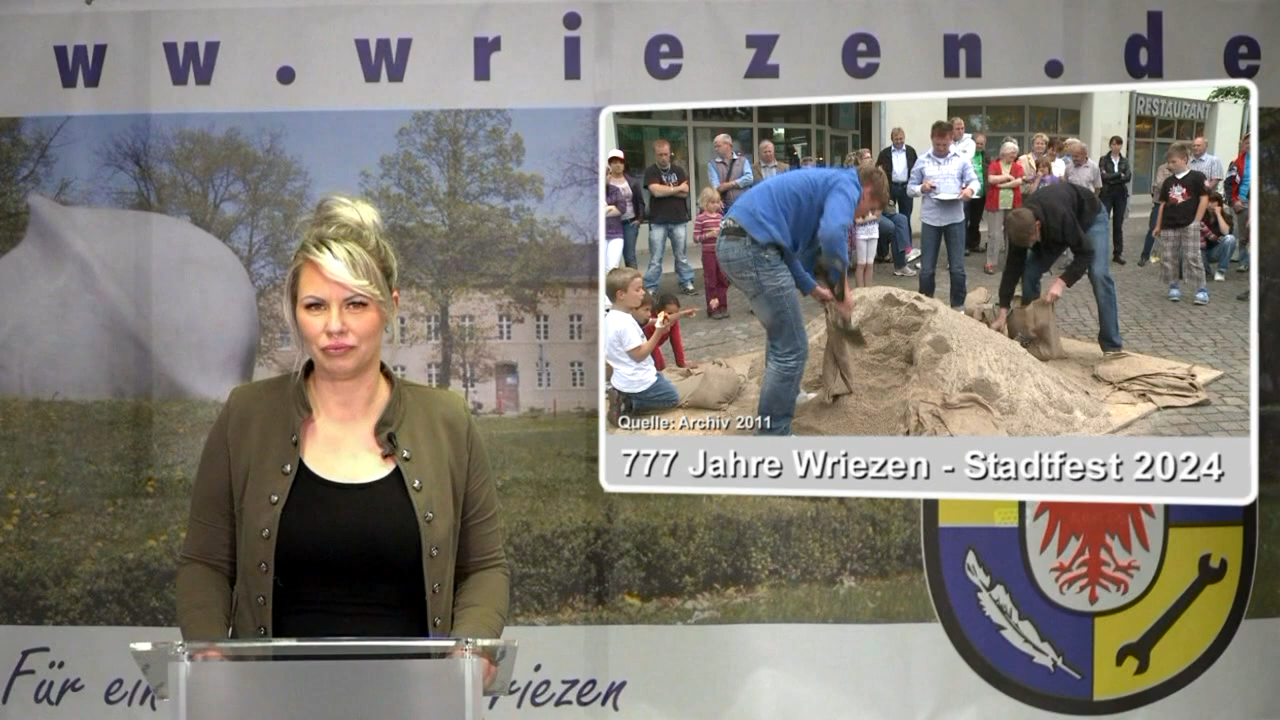 www.wriezen.de
RESTAURANT
Quelle: Archiv 2011
777 Jahre Wriezen - Stadtfest 2024
Für ein
riezen